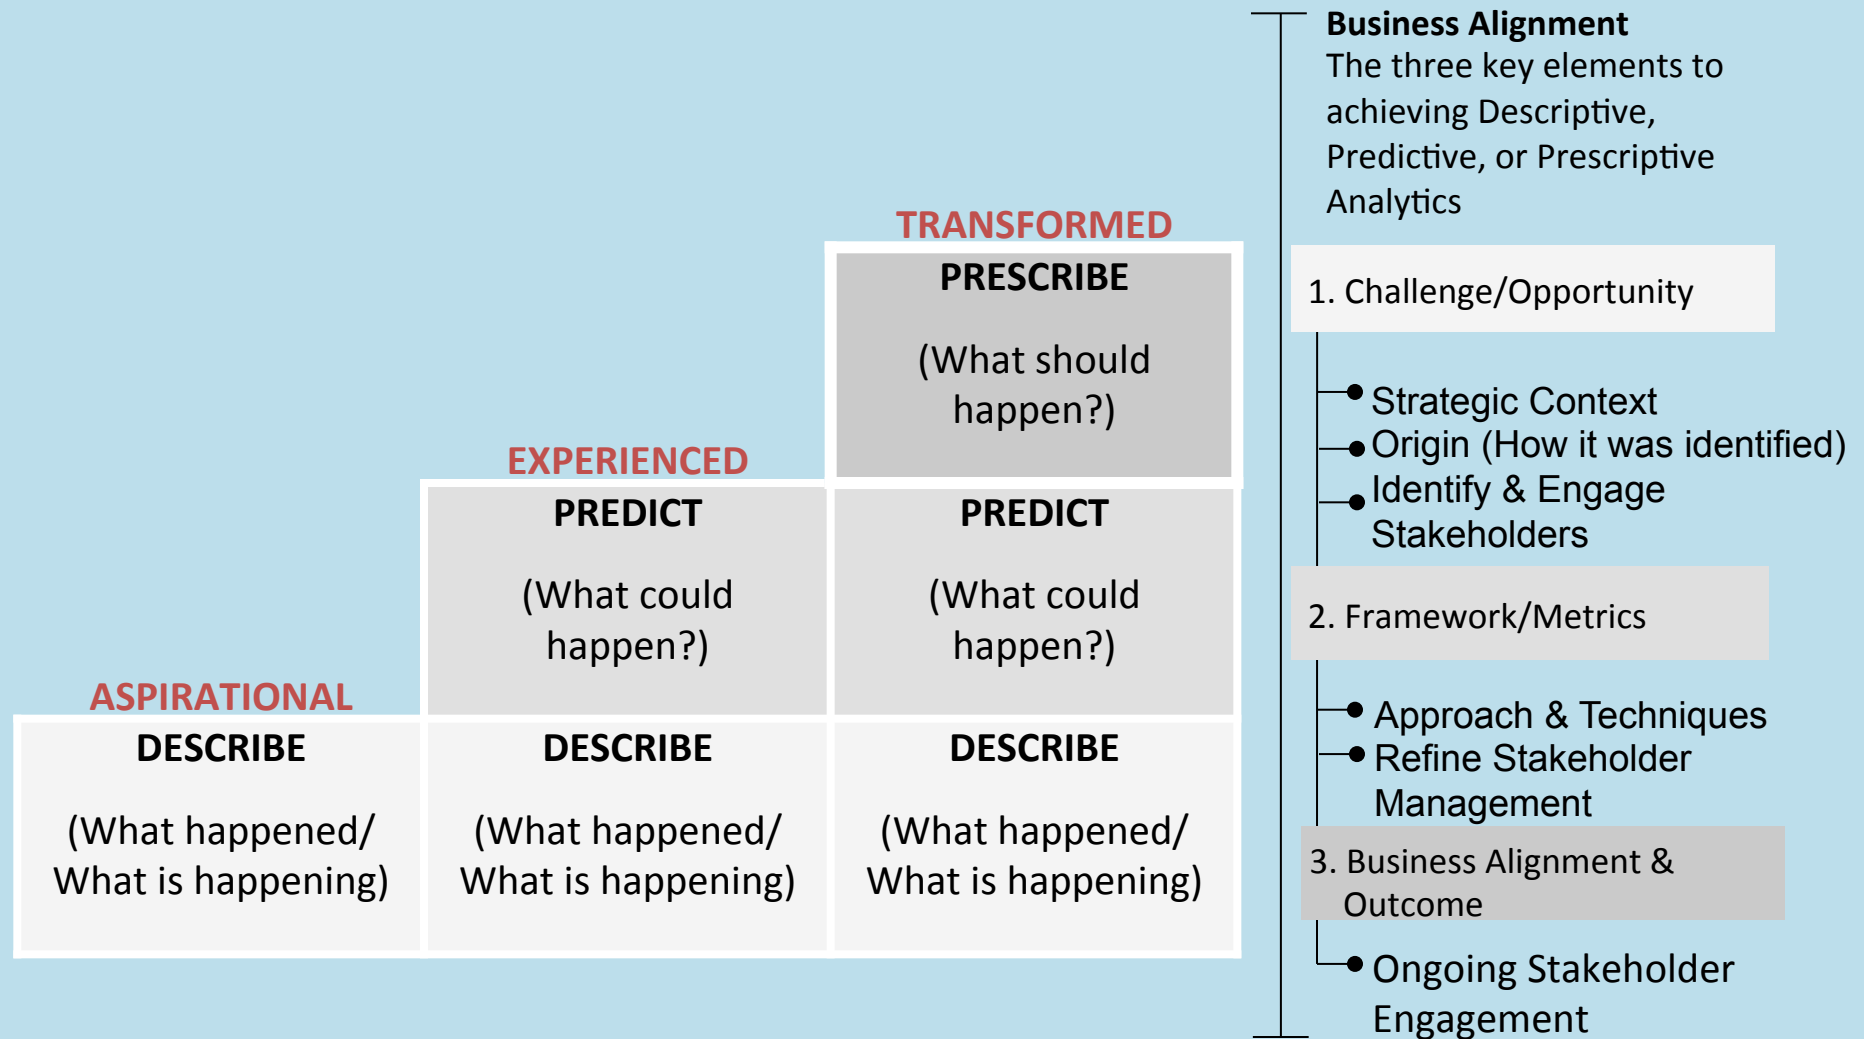 TRANSFORMED
PRESCRIBE
(What should
happen?)
EXPERIENCED
PREDICT
(What could
happen?)
PREDICT
(What could
happen?)
ASPIRATIONAL
DESCRIBE
(What happened/
What is happening)
DESCRIBE
(What happened/
What is happening)
DESCRIBE
(What happened/
What is happening)
Business Alignment
The three key elements to
achieving Descriptive,
Predictive, or Prescriptive
Analytics
1. Challenge/Opportunity
Strategic Context
Origin (How it was identified)
Identify & Engage
Stakeholders
2. Framework/Metrics
Approach & Techniques
Refine Stakeholder
Management
3. Business Alignment &
Outcome
Ongoing Stakeholder
Engagement